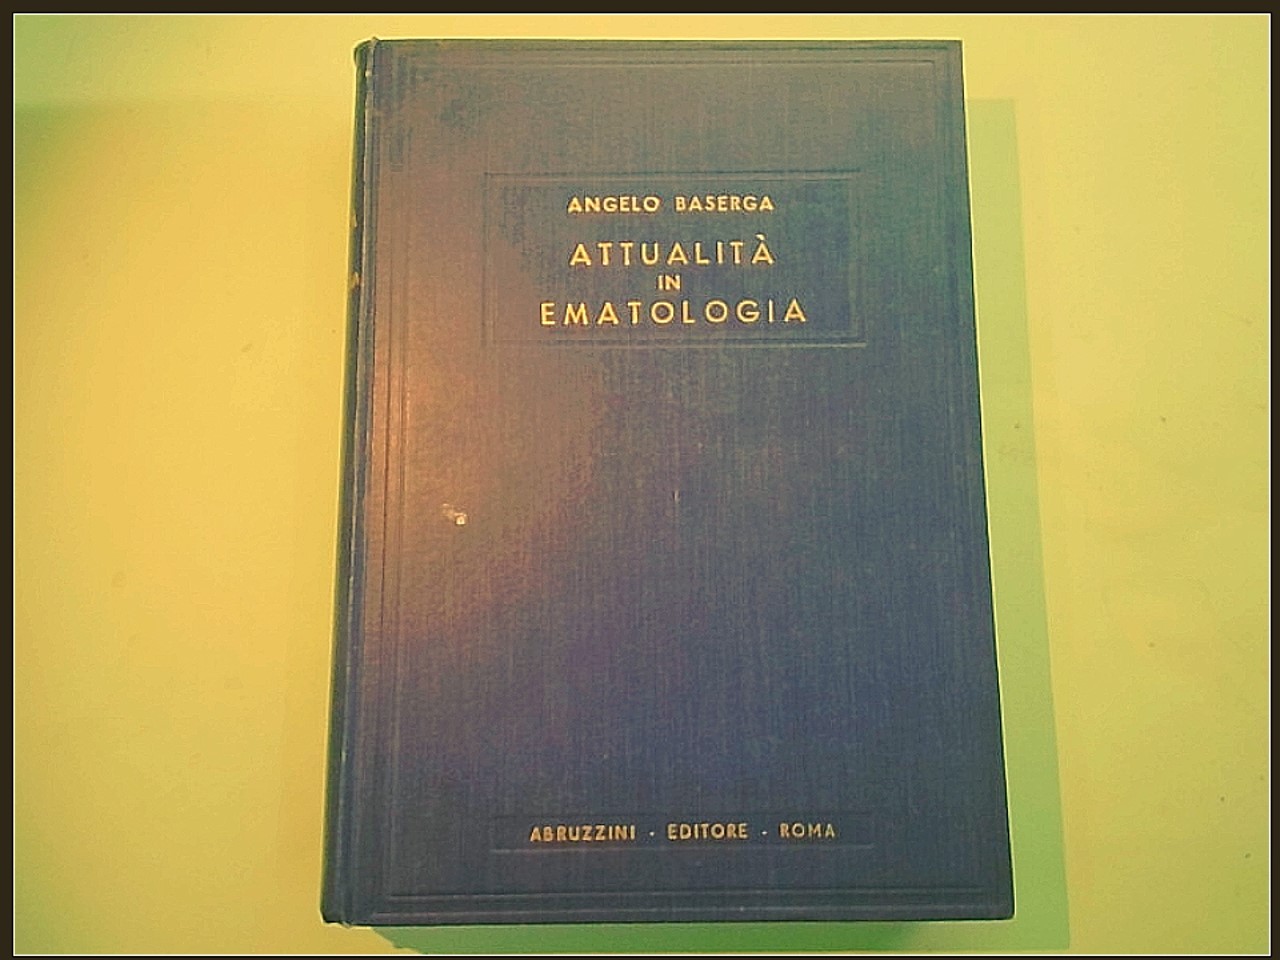 ANGELO BASERGA
ATTUALITÀ
IN
EMATOLOGIA
ABRUZZINI - EDITORE - ROMA